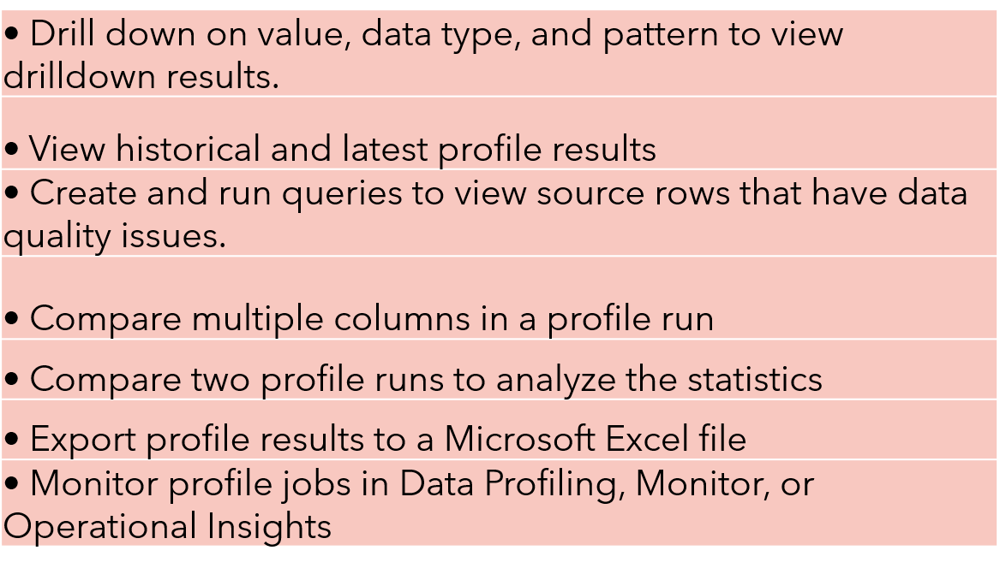 • Drill down on value, data type, and pattern to view
drilldown results.
• View historical and latest profile results
• Create and run queries to view source rows that have data
quality issues.
• Compare multiple columns in a profile run
• Compare two profile runs to analyze the statistics
• Export profile results to a Microsoft Excel file
• Monitor profile jobs in Data Profiling, Monitor, or
Operational Insights